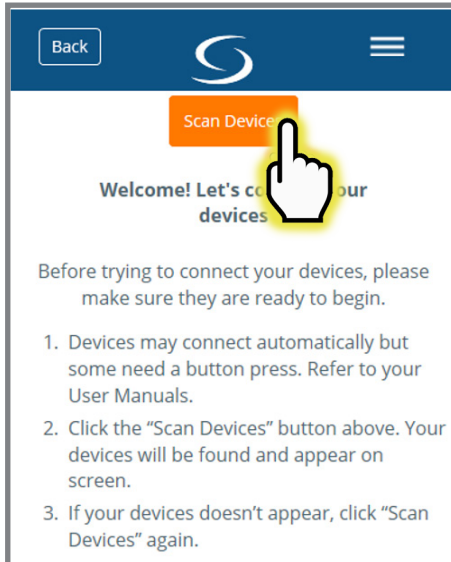 Back
Scan Device
Welcome! Let's co our
devices
Before trying to connect your devices, please
make sure they are ready to begin.
1. Devices may connect automatically but
some need a button press. Refer to your
User Manuals.
2. Click the “Scan Devices” button above. Your
devices will be found and appear on
screen.
3. If your devices doesn’t appear, click “Scan
Devices” again.